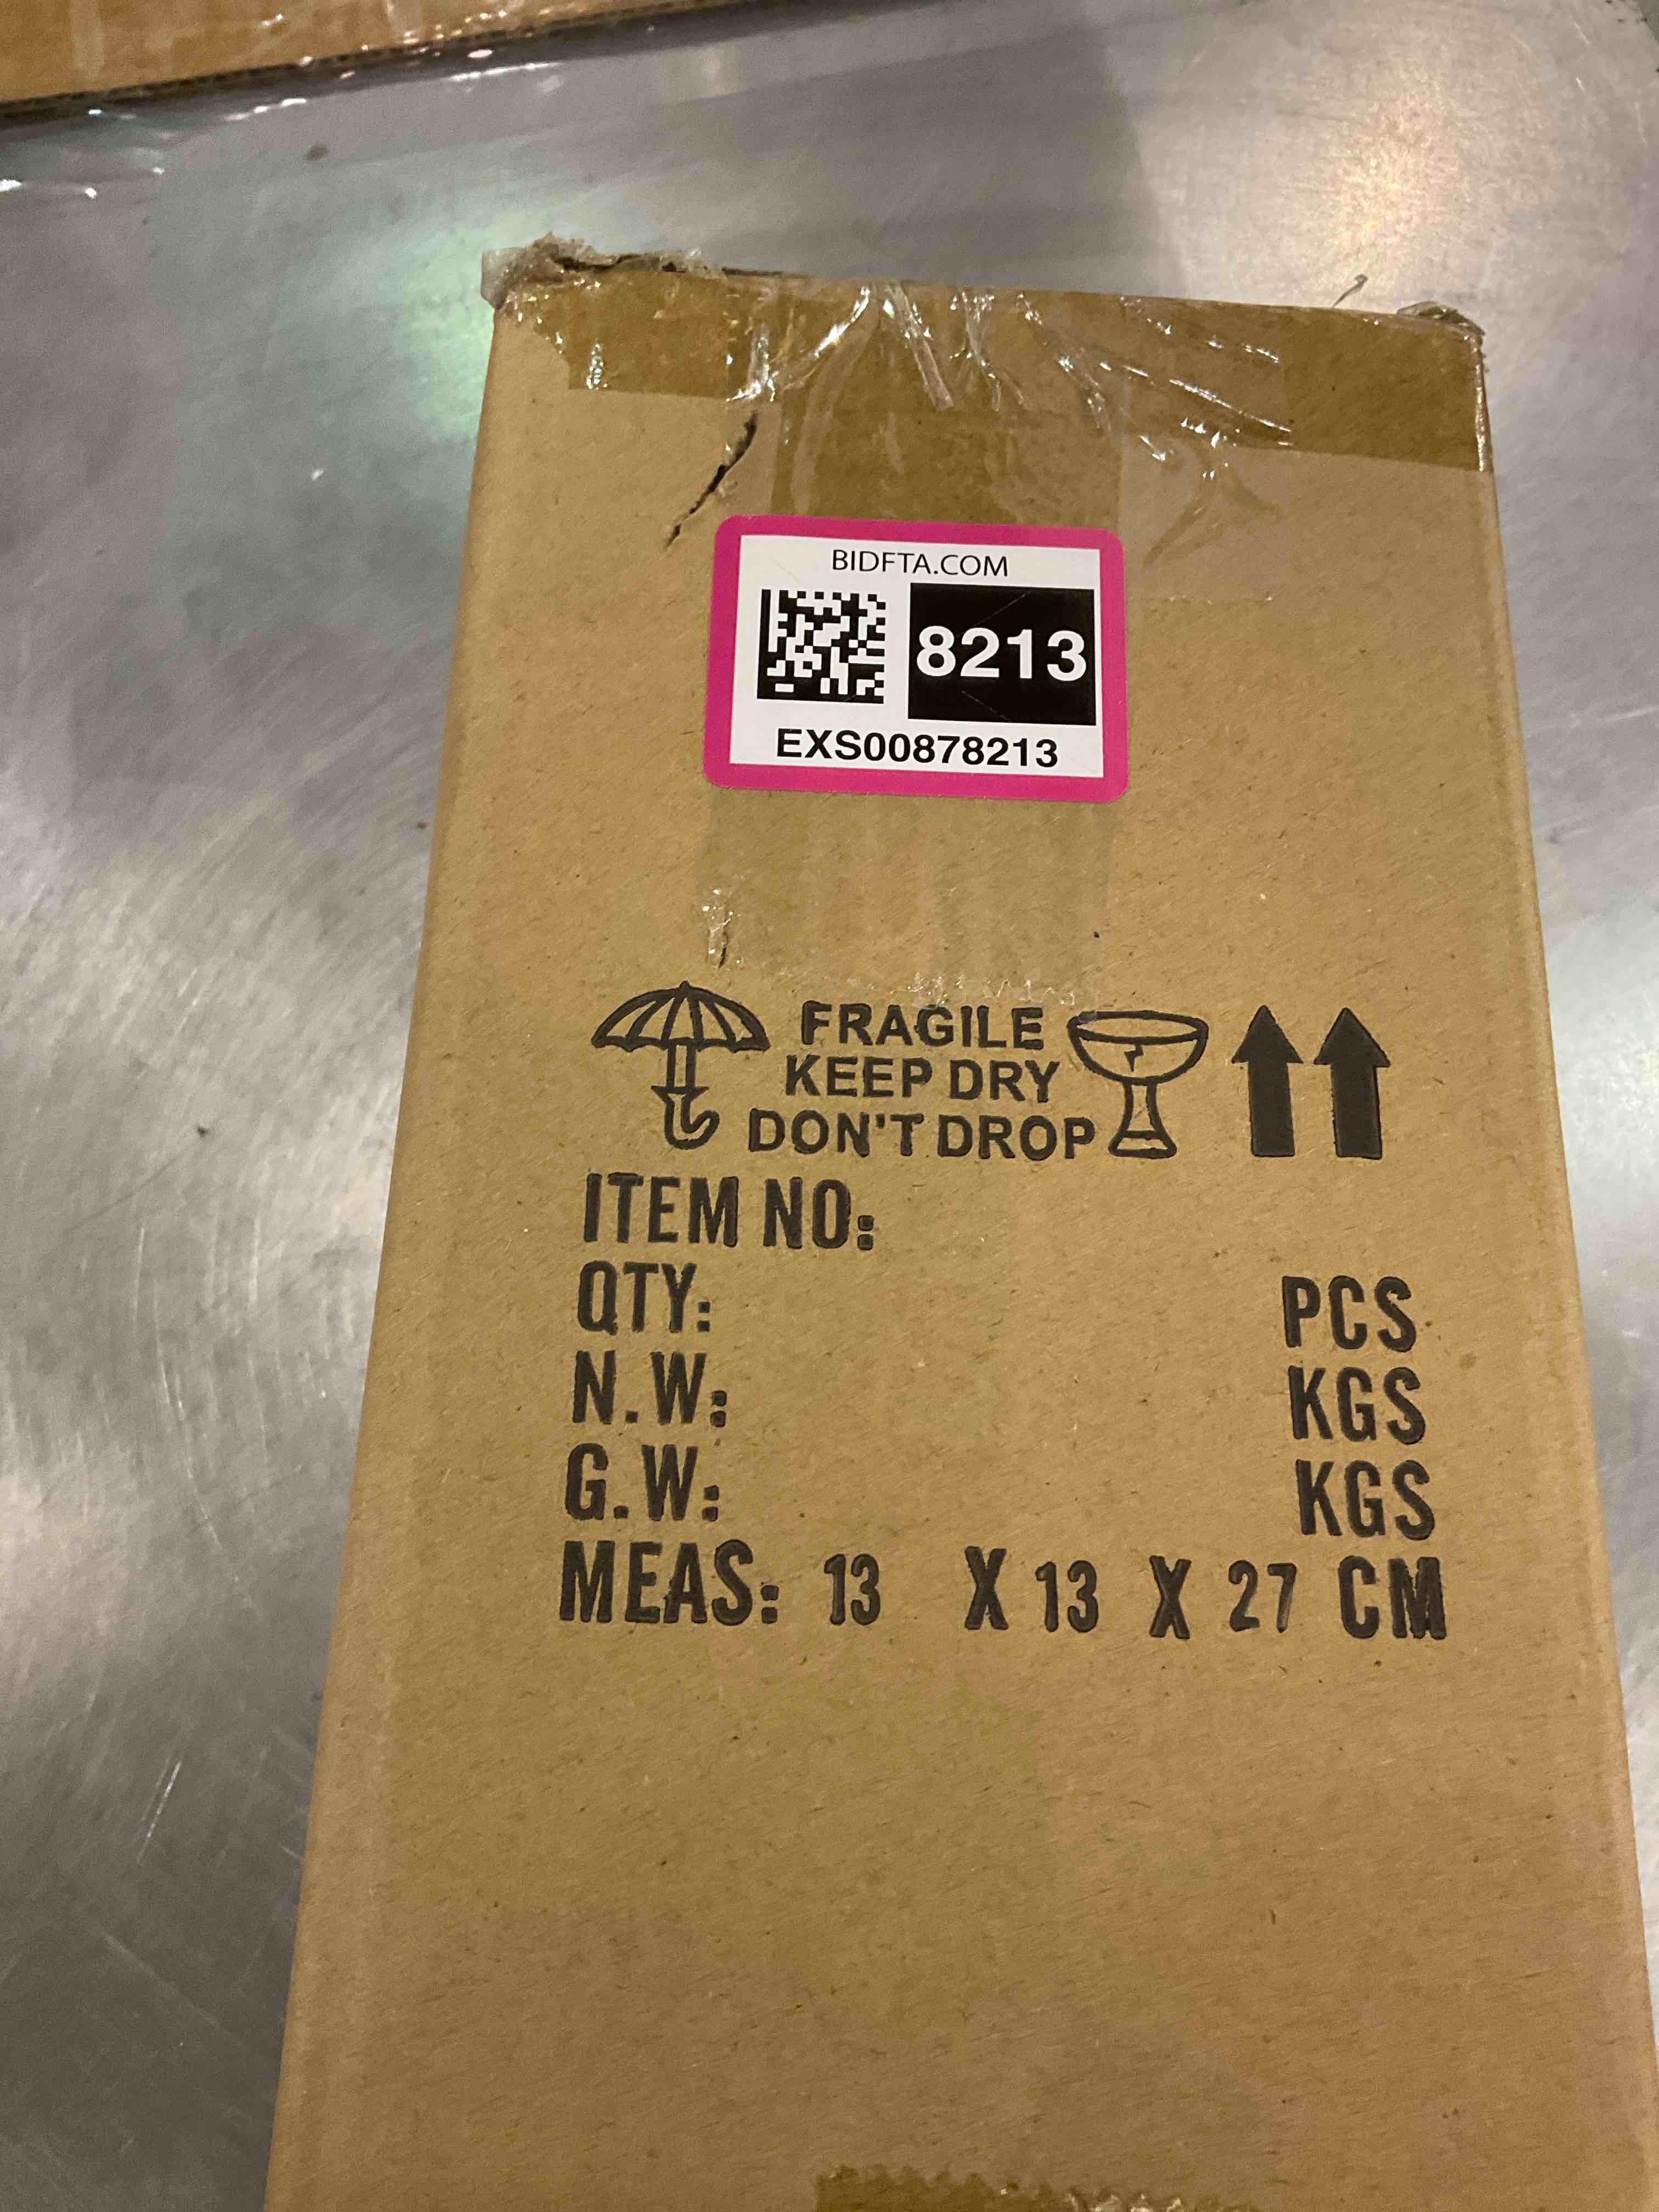 BIDFTA.COM
8213
EXS00878213
FRAGILE
KEEP DRY
DON'T DROP
ITEM NO:
QTY: PCS
N.W: KGS
G.W: KGS
MEAS: 13 X 13 X 27 CM